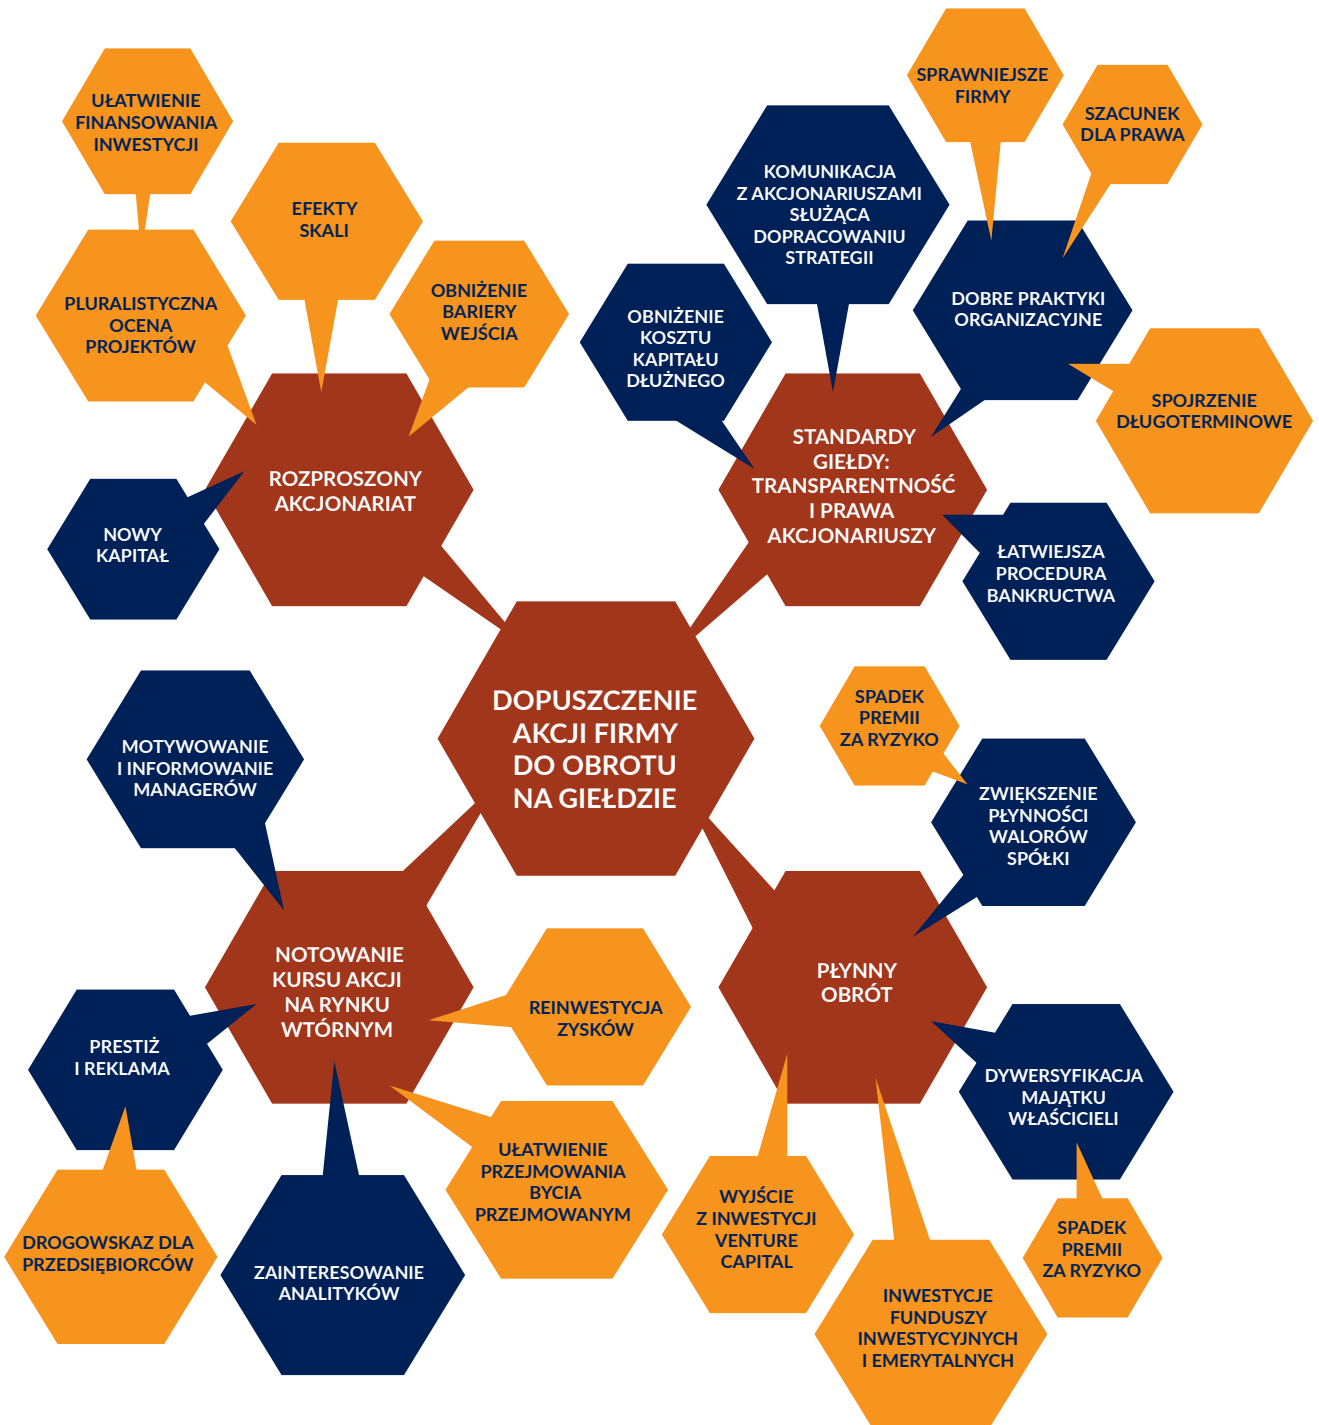 UŁATWIENIE
FINANSOWANIA
INWESTYCJI
EFEKTY
SKALI
PLURALISTYCZNA
OCENA
PROJEKTÓW
OBNIŻENIE
BARIERY
WEJŚCIA
ROZPROSZONY
AKCJONARIAT
NOWY
KAPITAŁ
SPRAWNIEJSZE
FIRMY
SZACUNEK
DLA PRAWA
KOMUNIKACJA
Z AKCJONARIUSZAMI
SŁUŻĄCA
DOPRACOWANIU
STRATEGII
DOBRE PRAKTYKI
ORGANIZACYJNE
OBNIŻENIE
KOSZTU
KAPITAŁU
DŁUŻNEGO
SPOJRZENIE
DŁUGOTERMINOWE
STANDARDY
GIEŁDY:
TRANSPARENTNOŚĆ
I PRAWA
AKCJONARIUSZY
ŁATWIEJSZA
PROCEDURA
BANKRUCTWA
DOPUSZCZENIE
AKCJI FIRMY
DO OBROTU
NA GIEŁDZIE
MOTYWOWANIE
I INFORMOWANIE
MANAGERÓW
NOTOWANIE
KURSU AKCJI
NA RYNKU
WTÓRNYM
REINWESTYCJA
ZYSKÓW
PRESTIŻ
I REKLAMA
UŁATWIENIE
PRZEJMOWANIA
BYCIA
PRZEJMOWANYM
DROGOWSKAZ DLA
PRZEDSIĘBIORCÓW
ZAINTERESOWANIE
ANALITYKÓW
SPADEK
PREMII
ZA RYZYKO
ZWIĘKSZENIE
PŁYNNOŚCI
WALORÓW
SPÓŁKI
PŁYNNY
OBRÓT
DYWERSYFIKACJA
MAJĄTKU
WŁAŚCICIELI
WYJŚCIE
Z INWESTYCJI
VENTURE
CAPITAL
SPADEK
PREMII
ZA RYZYKO
INWESTYCJE
FUNDUSZY
INWESTYCYJNYCH
I EMERYTALNYCH